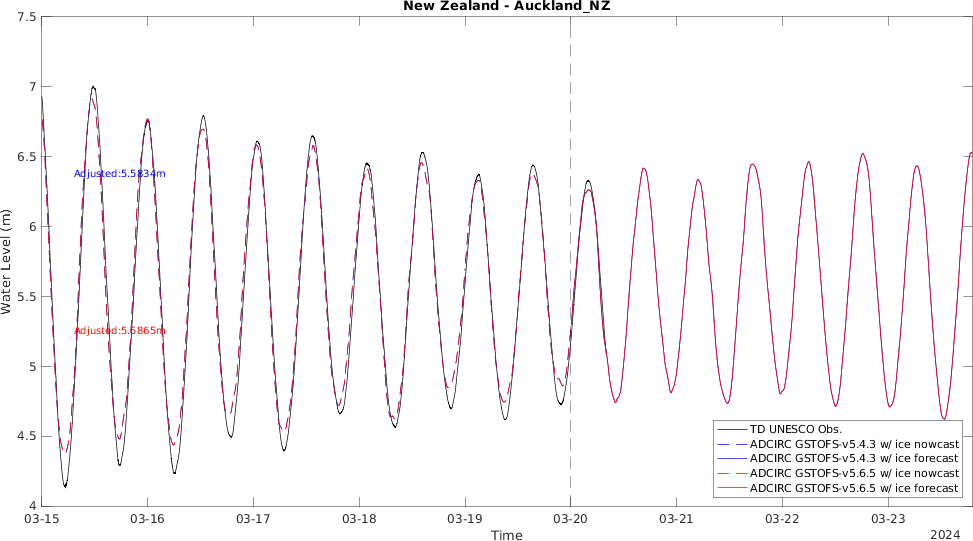 New Zealand - Auckland_NZ
7.5
7
6.5
6
5.5
5
4.5
4
Water Level (m)
Adjusted:5.5834m
Adjusted:5.5865m
TD UNESCO Obs.
ADCIRC GSTOFS-v5.4.3 w/ ice nowcast
ADCIRC GSTOFS-v5.4.3 w/ ice forecast
ADCIRC GSTOFS-v5.6.5 w/ ice nowcast
ADCIRC GSTOFS-v5.6.5 w/ ice forecast
03-15 03-16 03-17 03-18 03-19 03-20 03-21 03-22 03-23
Time
2024